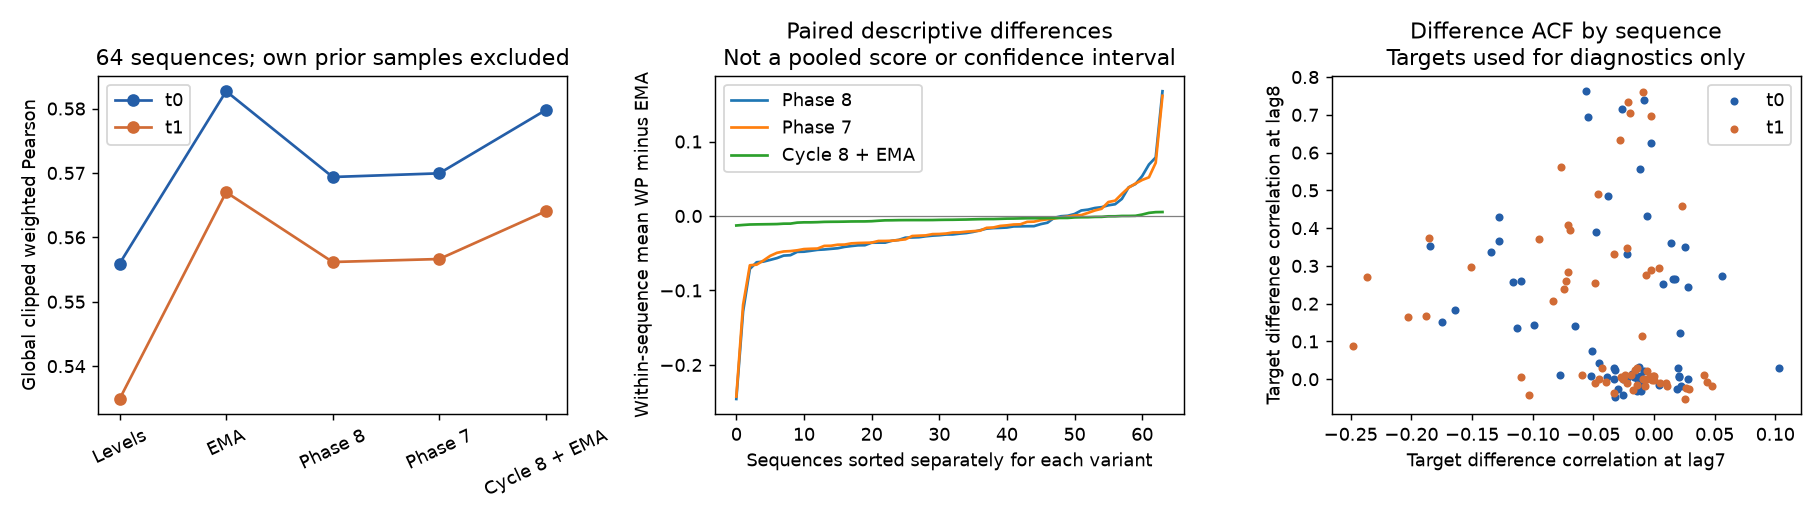 64 sequences; own prior samples excluded
Global clipped weighted Pearson
0.58
0.57
0.56
0.55
0.54
t0
t1
Levels
EMA
Phase 8
Phase 7
Cycle 8 + EMA
Paired descriptive differences
Not a pooled score or confidence interval
Within-sequence mean WP minus EMA
0.1
0.0
−0.1
−0.2
Phase 8
Phase 7
Cycle 8 + EMA
0
10
20
30
40
50
60
Sequences sorted separately for each variant
Difference ACF by sequence
Targets used for diagnostics only
Target difference correlation at lag8
0.8
0.7
0.6
0.5
0.4
0.3
0.2
0.1
0.0
t0
t1
−0.25
−0.20
−0.15
−0.10
−0.05
0.00
0.05
0.10
Target difference correlation at lag7